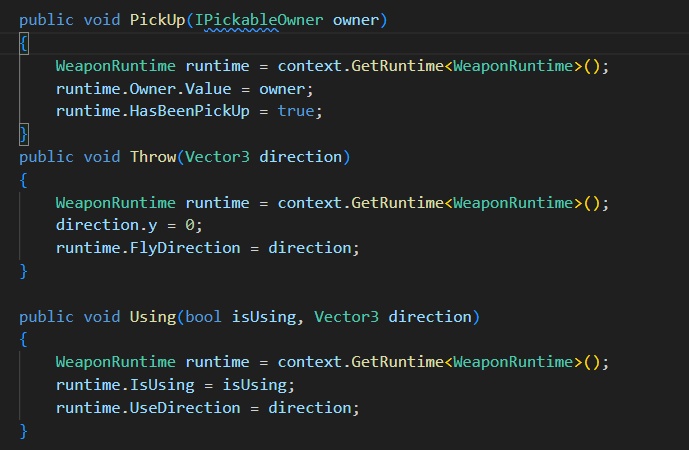 public void PickUp(IPickableOwner owner)
{
    WeaponRuntime runtime = context.GetRuntime<WeaponRuntime>();
    runtime.Owner.Value = owner;
    runtime.HasBeenPickUp = true;
}
public void Throw(Vector3 direction)
{
    WeaponRuntime runtime = context.GetRuntime<WeaponRuntime>();
    direction.y = 0;
    runtime.FlyDirection = direction;
}

public void Using(bool isUsing, Vector3 direction)
{
    WeaponRuntime runtime = context.GetRuntime<WeaponRuntime>();
    runtime.IsUsing = isUsing;
    runtime.UseDirection = direction;
}